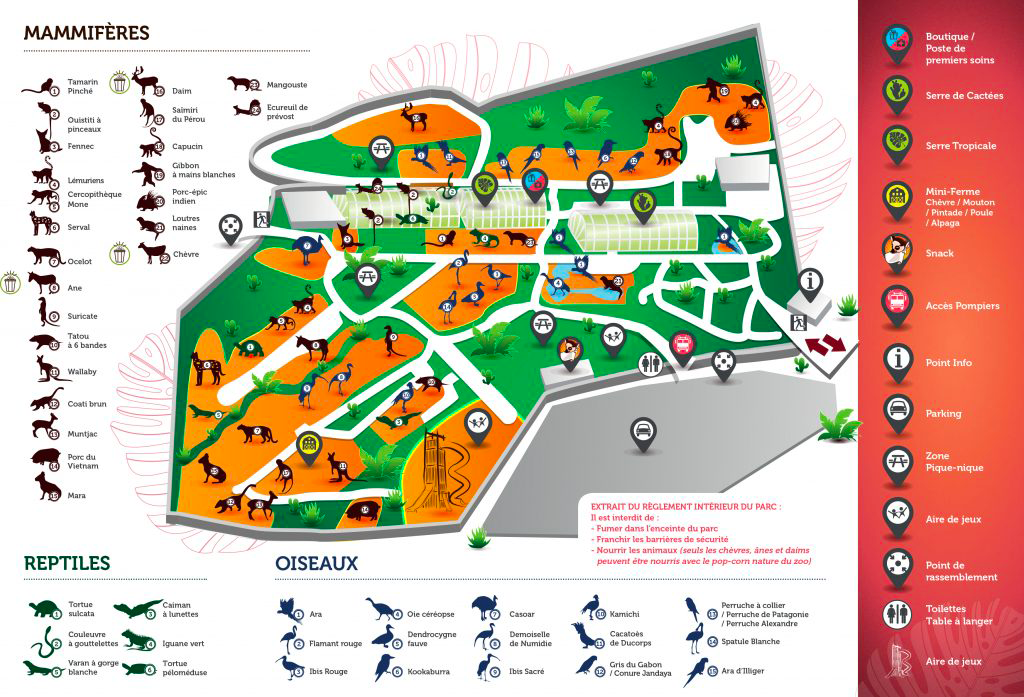 MAMMIFÈRES
1 Tamarin
Pinché
2 Ouistiti à
pinceaux
3 Fennec
4 Lémuriens
5 Cercopithèque
Mone
6 Serval
7 Ocelot
8 Ane
9 Suricate
10 Tatou
à 6 bandes
11 Wallaby
12 Coati brun
13 Muntjac
14 Porc du
Vietnam
15 Mara
16 Daim
17 Saïmiri
du Pérou
18 Capucin
19 Gibbon
à mains blanches
20 Porc-épic
indien
21 Loutres
naines
22 Chèvre
23 Mangouste
24 Ecureuil de
prévost
REPTILES
1 Tortue
sulcata
2 Couleuvre
à gouttelettes
5 Varan à gorge
blanche
3 Caiman
à lunettes
4 Iguane vert
6 Tortue
péloméduse
OISEAUX
1 Ara
2 Flamant rouge
3 Ibis Rouge
4 Oie céréopse
5 Dendrocygne
fauve
6 Kookaburra
7 Casoar
8 Demoiselle
de Numidie
9 Ibis Sacré
10 Kamichi
11 Cacatoès
de Ducorps
12 Gris du Gabon
/ Conure Jandaya
13 Perruche à collier
/ Perruche de Patagonie
/ Perruche Alexandre
14 Spatule Blanche
15 Ara d'Illiger
EXTRAIT DU RÈGLEMENT INTÉRIEUR DU PARC :
Il est interdit de :
- Fumer dans l'enceinte du parc
- Franchir les barrières de sécurité
- Nourrir les animaux (seuls les chèvres, ânes et daims
peuvent être nourris avec le pop-corn nature du zoo)
Boutique /
Poste de
premiers soins
Serre de Cactées
Serre Tropicale
Mini-Ferme
Chèvre / Mouton
/ Pintade / Poule
/ Alpaga
Snack
Accès Pompiers
Point Info
Parking
Zone
Pique-nique
Aire de jeux
Point de
rassemblement
Toilettes
Table à langer
Aire de jeux